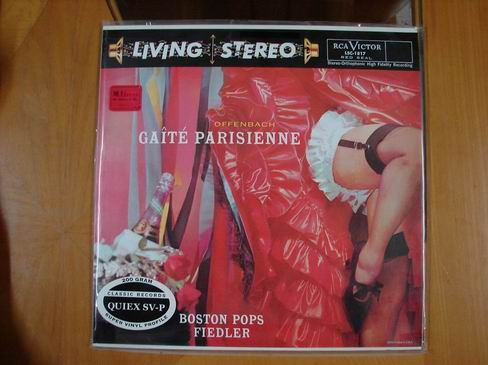 LIVING STEREO
RCA VICTOR
LSC-1817
RED SEAL
Stereo-Orthophonic High Fidelity Recording
OFFENBACH
GAÎTÉ PARISIENNE
200 GRAM
CLASSIC RECORDS
QUIEX SV-P
SUPER VINYL PROFILE
BOSTON POPS
FIEDLER